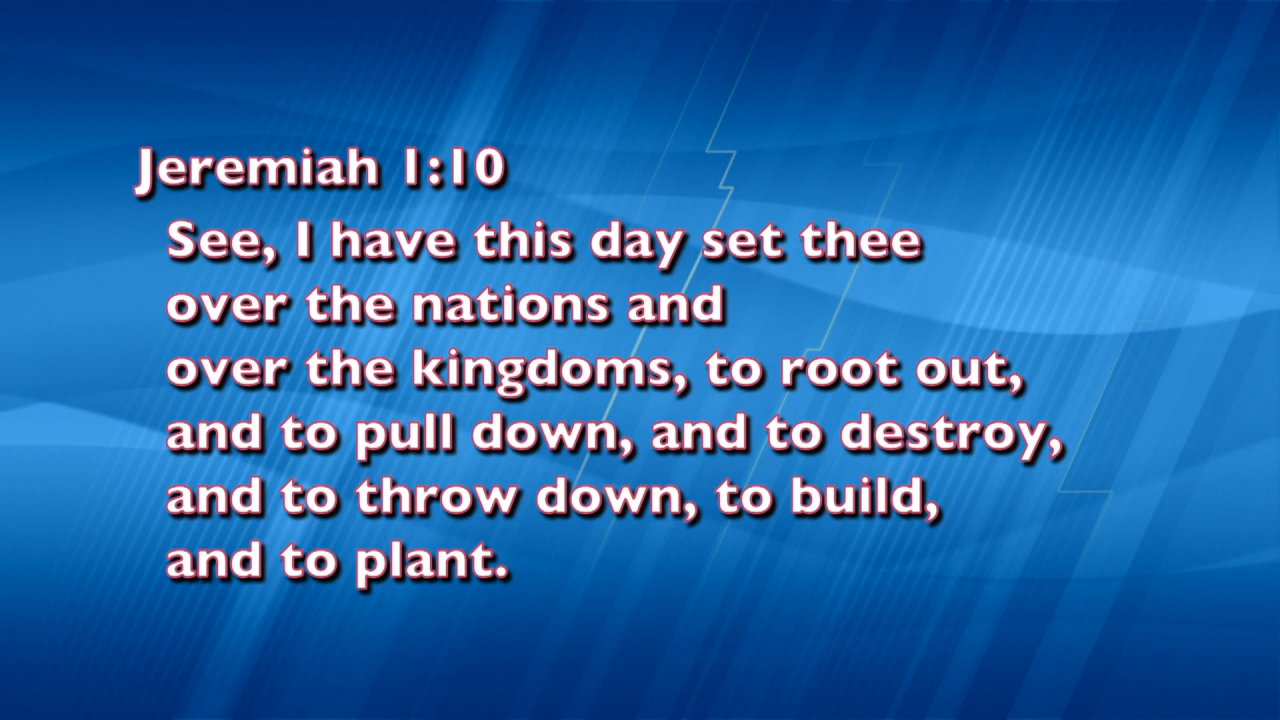 Jeremiah 1:10
See, I have this day set thee
over the nations and
over the kingdoms, to root out,
and to pull down, and to destroy,
and to throw down, to build,
and to plant.